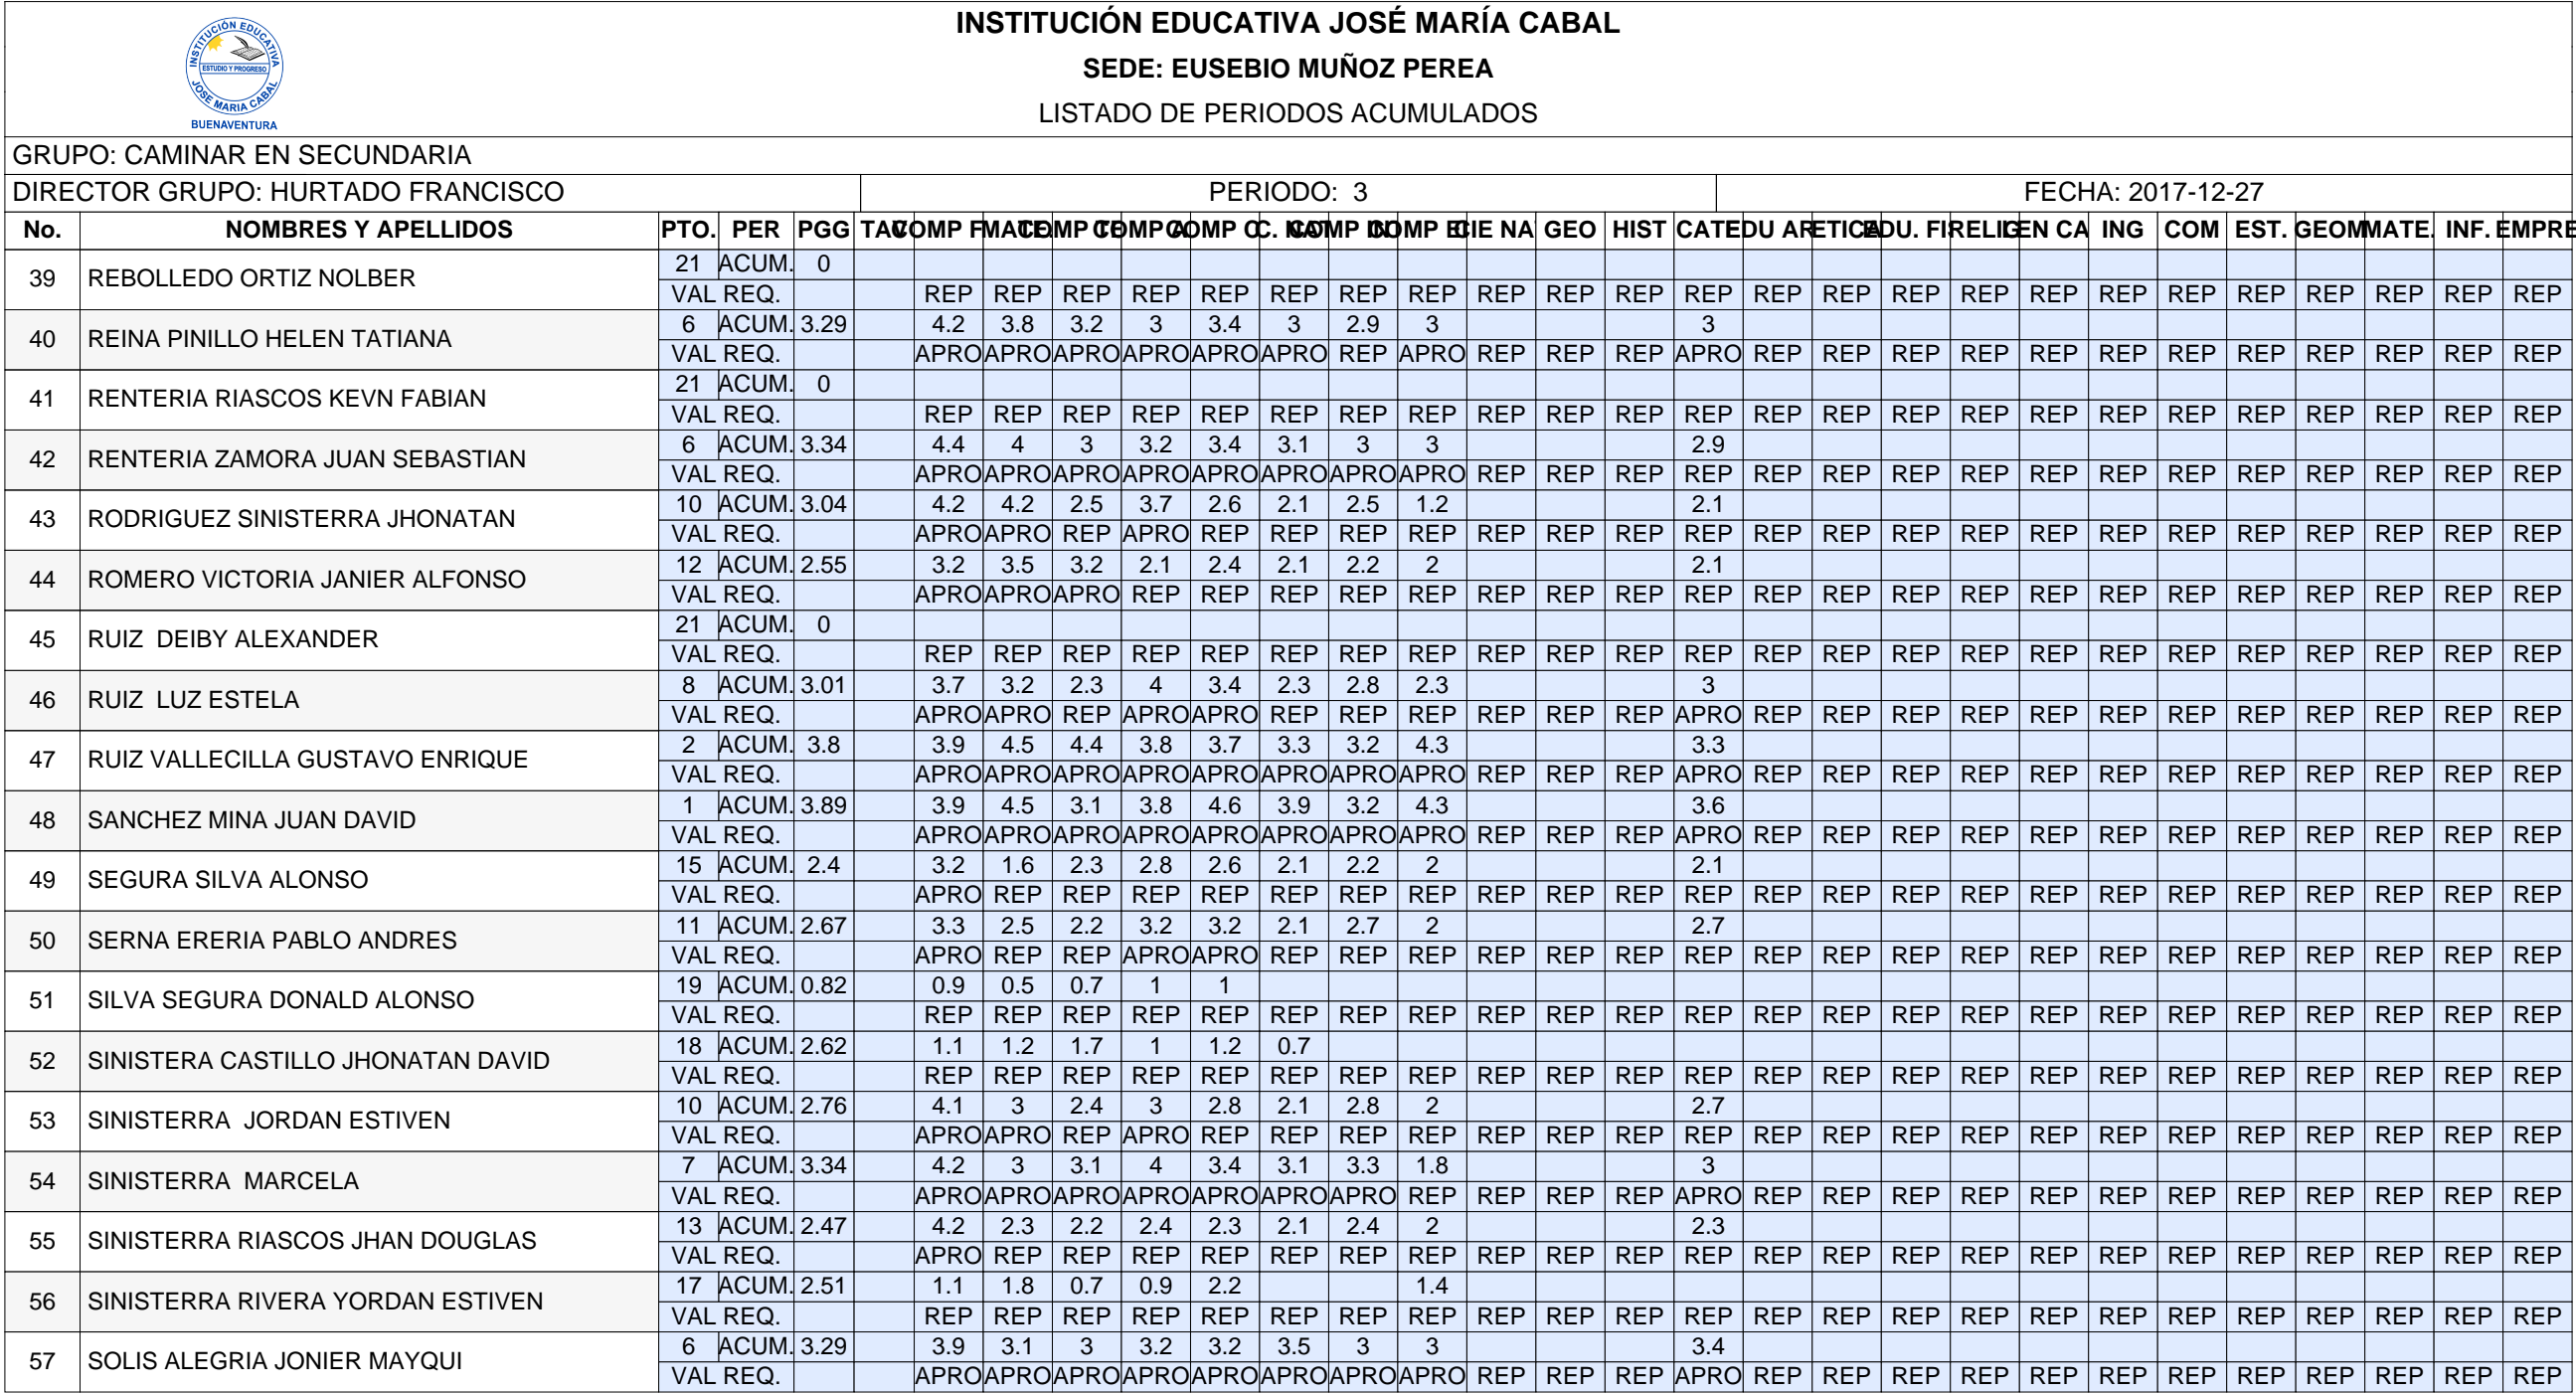 INSTITUCIÓN EDUCATIVA
ESTUDIO Y PROGRESO
JOSE MARIA CABAL
BUENAVENTURA
INSTITUCIÓN EDUCATIVA JOSÉ MARÍA CABAL
SEDE: EUSEBIO MUÑOZ PEREA
LISTADO DE PERIODOS ACUMULADOS
GRUPO: CAMINAR EN SECUNDARIA
DIRECTOR GRUPO: HURTADO FRANCISCO PERIODO: 3 FECHA: 2017-12-27
No. NOMBRES Y APELLIDOS PTO. PER PGG GEO HIST ING COM EST. GEOM MATE. INF. EMPRE
21 ACUM. 0
39 REBOLLEDO ORTIZ NOLBER
VAL REQ. REP REP REP REP REP REP REP REP REP REP REP REP REP REP REP REP REP REP REP REP REP REP REP REP
6 ACUM. 3.29 4.2 3.8 3.2 3 3.4 3 2.9 3 3
40 REINA PINILLO HELEN TATIANA
VAL REQ. APRO APRO APRO APRO APRO APRO REP APRO REP REP REP APRO REP REP REP REP REP REP REP REP REP REP REP REP
21 ACUM. 0
41 RENTERIA RIASCOS KEVN FABIAN
VAL REQ. REP REP REP REP REP REP REP REP REP REP REP REP REP REP REP REP REP REP REP REP REP REP REP REP
6 ACUM. 3.34 4.4 4 3 3.2 3.4 3.1 3 3 2.9
42 RENTERIA ZAMORA JUAN SEBASTIAN
VAL REQ. APRO APRO APRO APRO APRO APRO APRO APRO REP REP REP REP REP REP REP REP REP REP REP REP REP REP REP REP
10 ACUM. 3.04 4.2 4.2 2.5 3.7 2.6 2.1 2.5 1.2 2.1
43 RODRIGUEZ SINISTERRA JHONATAN
VAL REQ. APRO APRO REP APRO REP REP REP REP REP REP REP REP REP REP REP REP REP REP REP REP REP REP REP REP
12 ACUM. 2.55 3.2 3.5 3.2 2.1 2.4 2.1 2.2 2 2.1
44 ROMERO VICTORIA JANIER ALFONSO
VAL REQ. APRO APRO APRO REP REP REP REP REP REP REP REP REP REP REP REP REP REP REP REP REP REP REP REP REP
21 ACUM. 0
45 RUIZ DEIBY ALEXANDER
VAL REQ. REP REP REP REP REP REP REP REP REP REP REP REP REP REP REP REP REP REP REP REP REP REP REP REP
8 ACUM. 3.01 3.7 3.2 2.3 4 3.4 2.3 2.8 2.3 3
46 RUIZ LUZ ESTELA
VAL REQ. APRO APRO REP APRO APRO REP REP REP REP REP REP APRO REP REP REP REP REP REP REP REP REP REP REP REP
2 ACUM. 3.8 3.9 4.5 4.4 3.8 3.7 3.3 3.2 4.3 3.3
47 RUIZ VALLECILLA GUSTAVO ENRIQUE
VAL REQ. APRO APRO APRO APRO APRO APRO APRO APRO REP REP REP APRO REP REP REP REP REP REP REP REP REP REP REP REP
1 ACUM. 3.89 3.9 4.5 3.1 3.8 4.6 3.9 3.2 4.3 3.6
48 SANCHEZ MINA JUAN DAVID
VAL REQ. APRO APRO APRO APRO APRO APRO APRO APRO REP REP REP APRO REP REP REP REP REP REP REP REP REP REP REP REP
15 ACUM. 2.4 3.2 1.6 2.3 2.8 2.6 2.1 2.2 2 2.1
49 SEGURA SILVA ALONSO
VAL REQ. APRO REP REP REP REP REP REP REP REP REP REP REP REP REP REP REP REP REP REP REP REP REP REP REP
11 ACUM. 2.67 3.3 2.5 2.2 3.2 3.2 2.1 2.7 2 2.7
50 SERNA ERERIA PABLO ANDRES
VAL REQ. APRO REP REP APRO APRO REP REP REP REP REP REP REP REP REP REP REP REP REP REP REP REP REP REP REP
19 ACUM. 0.82 0.9 0.5 0.7 1 1
51 SILVA SEGURA DONALD ALONSO
VAL REQ. REP REP REP REP REP REP REP REP REP REP REP REP REP REP REP REP REP REP REP REP REP REP REP REP
18 ACUM. 2.62 1.1 1.2 1.7 1 1.2 0.7
52 SINISTERA CASTILLO JHONATAN DAVID
VAL REQ. REP REP REP REP REP REP REP REP REP REP REP REP REP REP REP REP REP REP REP REP REP REP REP REP
10 ACUM. 2.76 4.1 3 2.4 3 2.8 2.1 2.8 2 2.7
53 SINISTERRA JORDAN ESTIVEN
VAL REQ. APRO APRO REP APRO REP REP REP REP REP REP REP REP REP REP REP REP REP REP REP REP REP REP REP REP
7 ACUM. 3.34 4.2 3 3.1 4 3.4 3.1 3.3 1.8 3
54 SINISTERRA MARCELA
VAL REQ. APRO APRO APRO APRO APRO APRO APRO REP REP REP REP APRO REP REP REP REP REP REP REP REP REP REP REP REP
13 ACUM. 2.47 4.2 2.3 2.2 2.4 2.3 2.1 2.4 2 2.3
55 SINISTERRA RIASCOS JHAN DOUGLAS
VAL REQ. APRO REP REP REP REP REP REP REP REP REP REP REP REP REP REP REP REP REP REP REP REP REP REP REP
17 ACUM. 2.51 1.1 1.8 0.7 0.9 2.2 1.4
56 SINISTERRA RIVERA YORDAN ESTIVEN
VAL REQ. REP REP REP REP REP REP REP REP REP REP REP REP REP REP REP REP REP REP REP REP REP REP REP REP
6 ACUM. 3.29 3.9 3.1 3 3.2 3.2 3.5 3 3 3.4
57 SOLIS ALEGRIA JONIER MAYQUI
VAL REQ. APRO APRO APRO APRO APRO APRO APRO APRO REP REP REP APRO REP REP REP REP REP REP REP REP REP REP REP REP